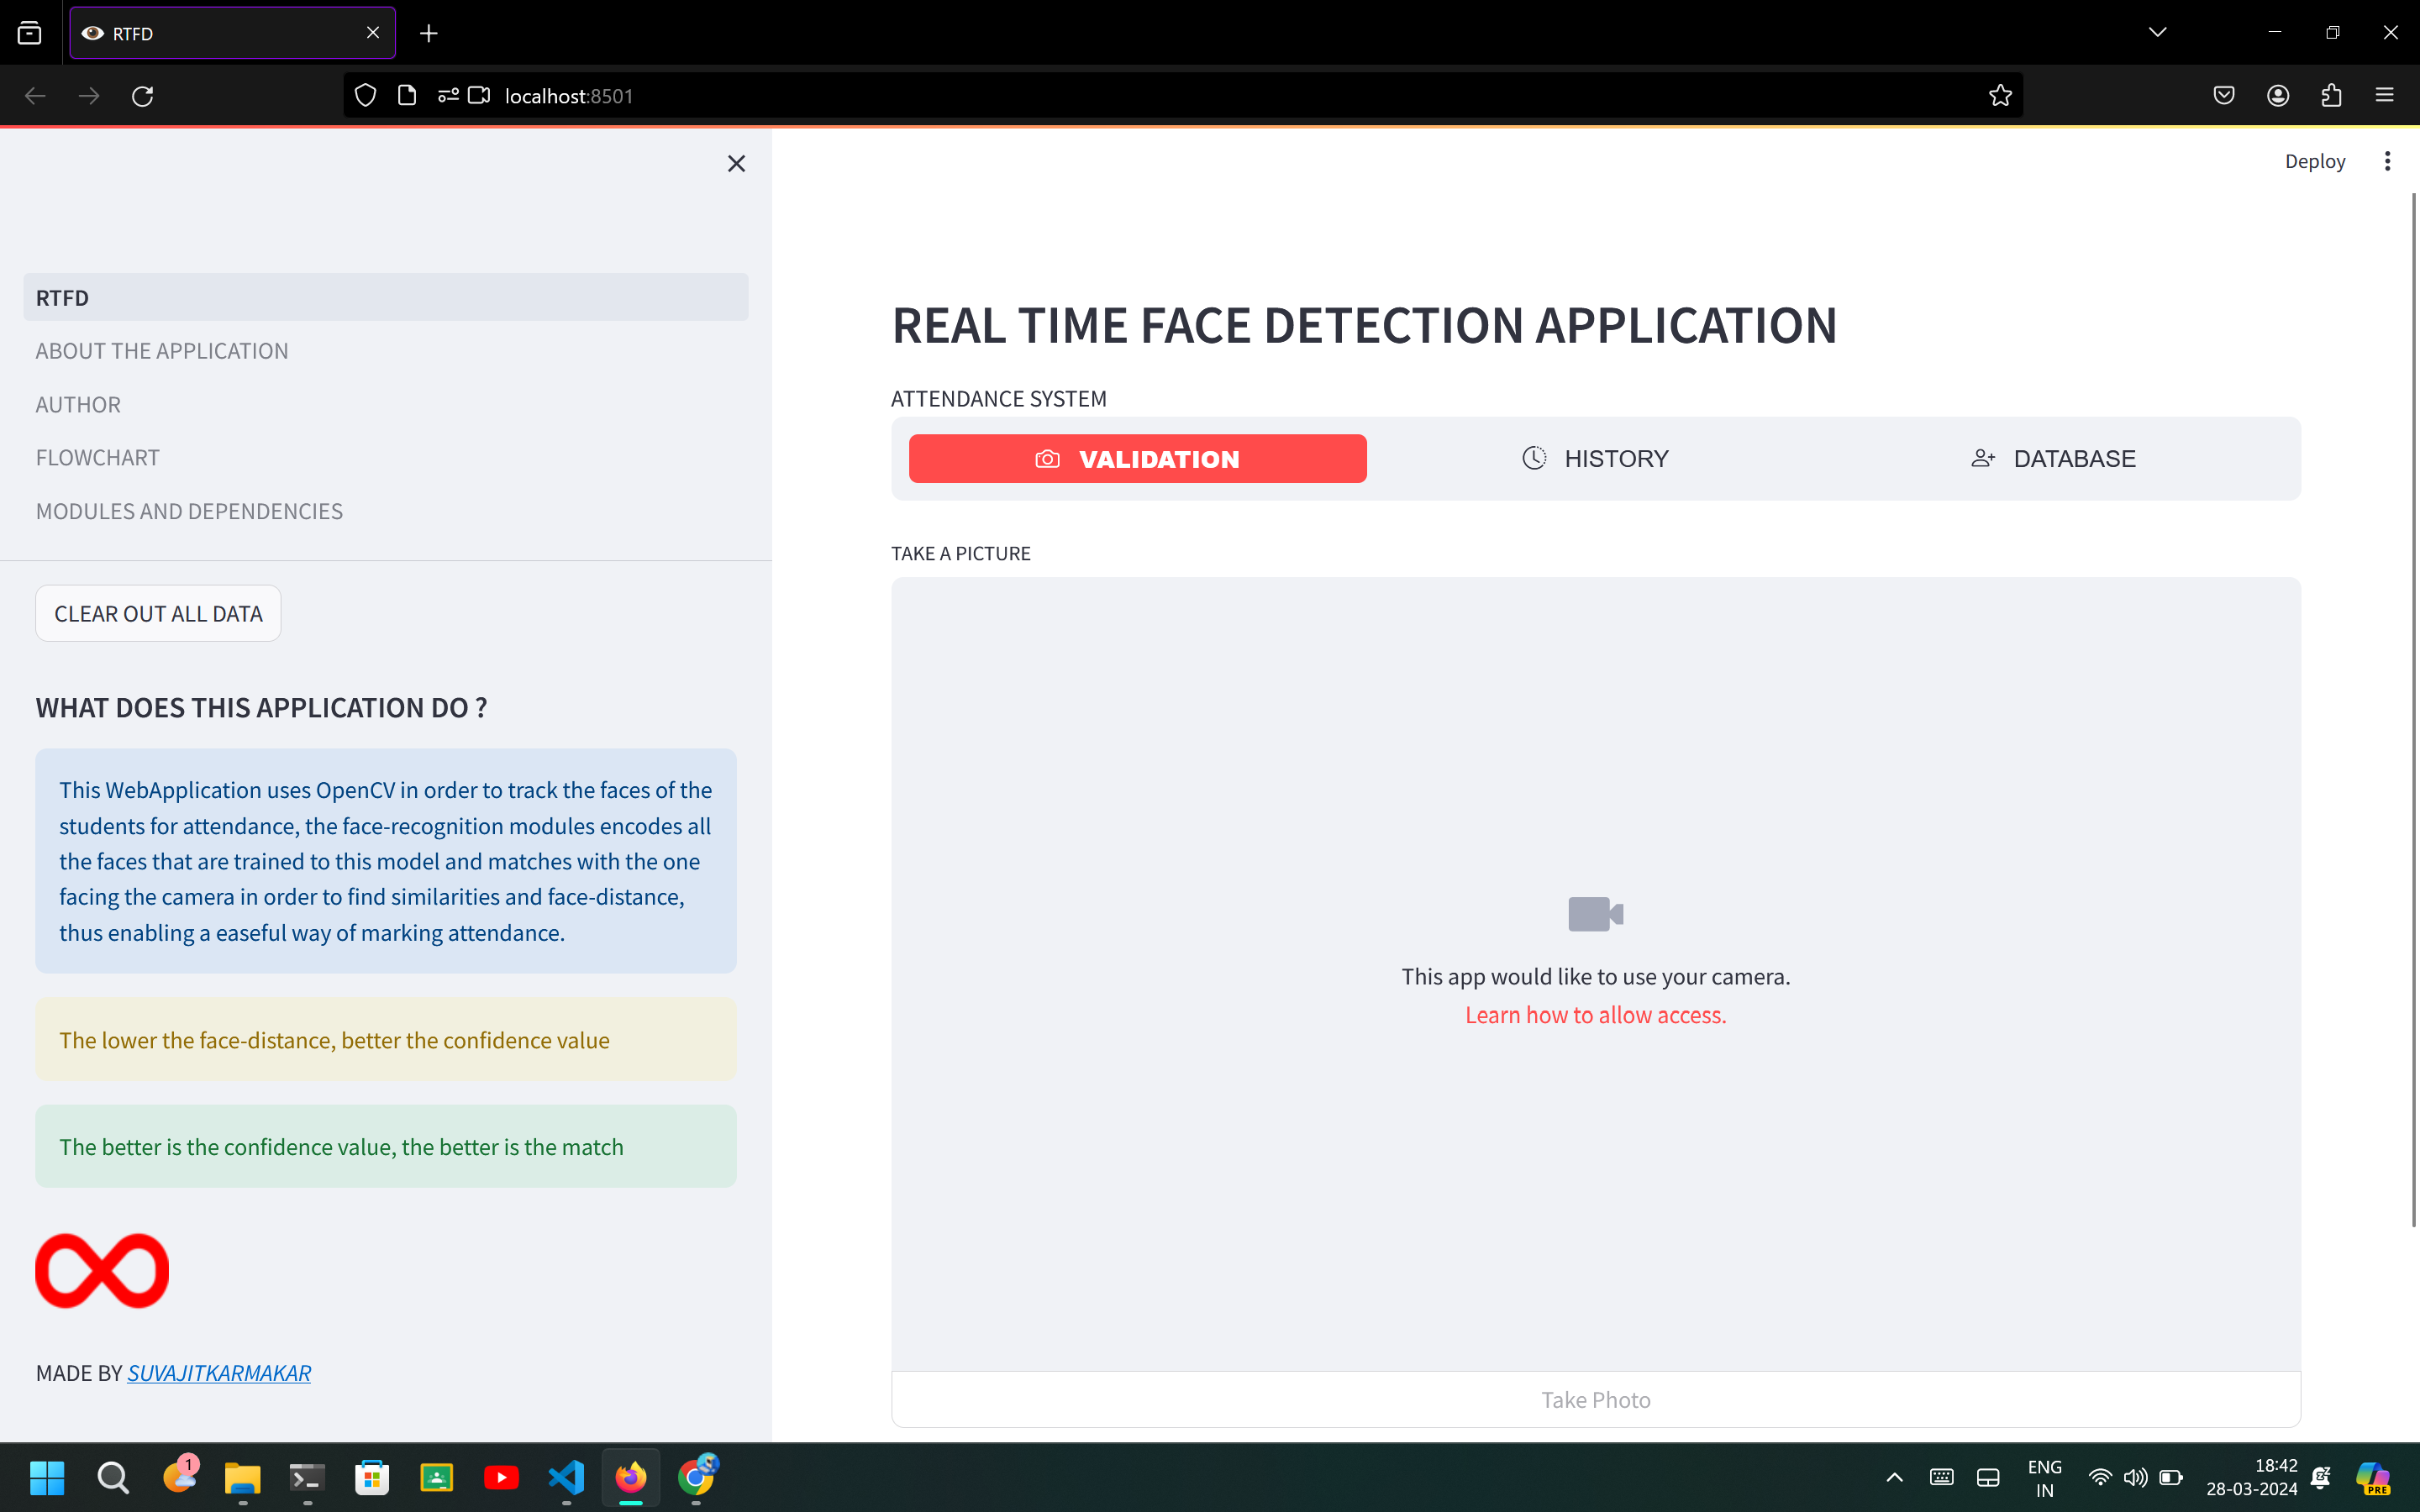 RTFD
localhost:8501
Deploy
RTFD
ABOUT THE APPLICATION
AUTHOR
FLOWCHART
MODULES AND DEPENDENCIES
CLEAR OUT ALL DATA
WHAT DOES THIS APPLICATION DO ?
This WebApplication uses OpenCV in order to track the faces of the
students for attendance, the face-recognition modules encodes all
the faces that are trained to this model and matches with the one
facing the camera in order to find similarities and face-distance,
thus enabling a easeful way of marking attendance.
The lower the face-distance, better the confidence value
The better is the confidence value, the better is the match
MADE BY SUVAJITKARMAKAR
REAL TIME FACE DETECTION APPLICATION
ATTENDANCE SYSTEM
VALIDATION
HISTORY
DATABASE
TAKE A PICTURE
This app would like to use your camera.
Learn how to allow access.
Take Photo
1
ENG
IN
18:42
28-03-2024
PRE